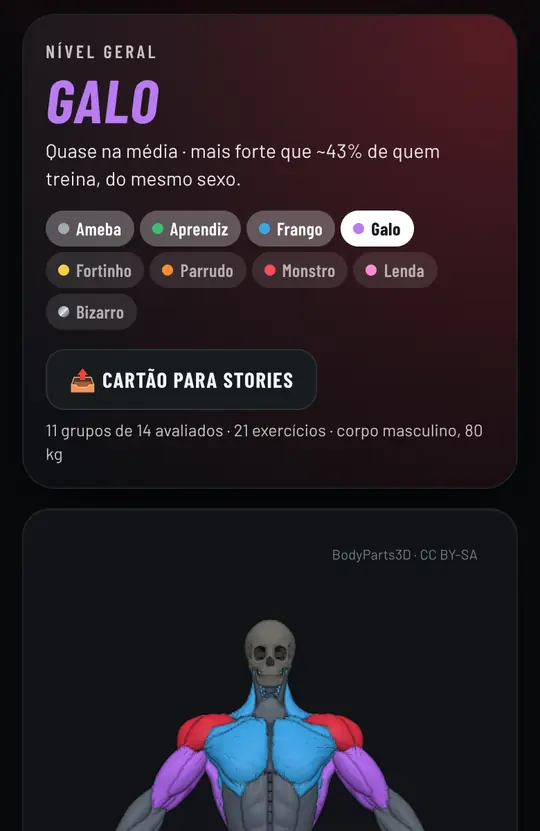 NÍVEL GERAL
GALO
Quase na média · mais forte que ~43% de quem
treina, do mesmo sexo.
Ameba Aprendiz Frango Galo
Fortinho Parrudo Monstro Lenda
Bizarro
CARTÃO PARA STORIES
11 grupos de 14 avaliados · 21 exercícios · corpo masculino, 80
kg
BodyParts3D · CC BY-SA